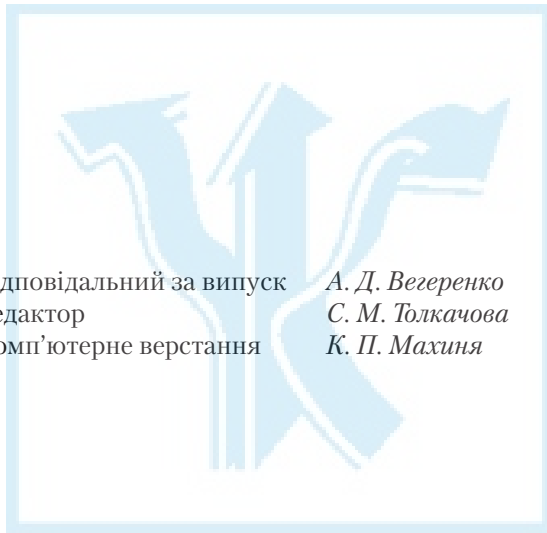 дповідальний за випуск А. Д. Вегеренко
едактор С. М. Толкачова
омп’ютерне верстання К. П. Махиня